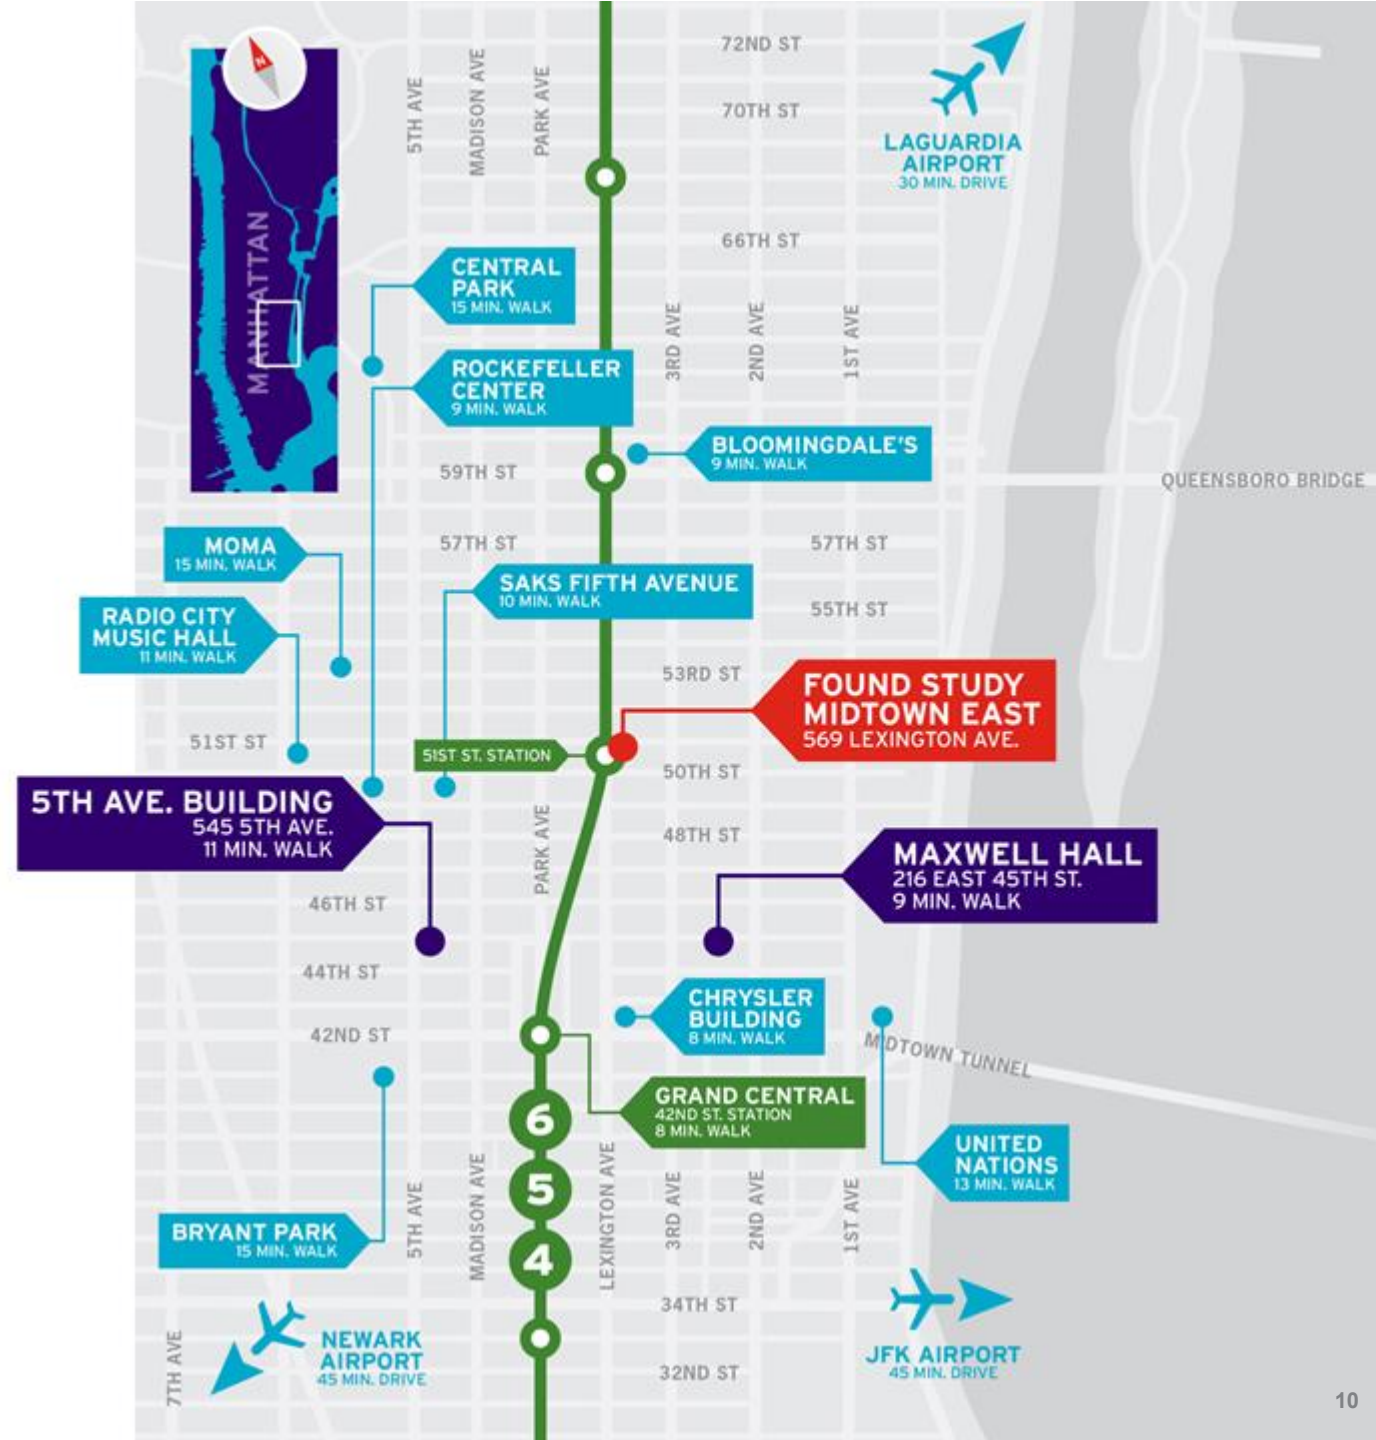 72ND ST
N
5TH AVE
MADISON AVE
PARK AVE
70TH ST
LAGUARDIA
AIRPORT
30 MIN. DRIVE
MANHATTAN
66TH ST
CENTRAL
PARK
15 MIN. WALK
3RD AVE
2ND AVE
1ST AVE
ROCKEFELLER
CENTER
9 MIN. WALK
BLOOMINGDALE'S
9 MIN. WALK
59TH ST
QUEENSBORO BRIDGE
MOMA
15 MIN. WALK
57TH ST
57TH ST
SAKS FIFTH AVENUE
10 MIN. WALK
55TH ST
RADIO CITY
MUSIC HALL
11 MIN. WALK
53RD ST
FOUND STUDY
MIDTOWN EAST
569 LEXINGTON AVE.
51ST ST
51ST ST. STATION
50TH ST
5TH AVE. BUILDING
545 5TH AVE.
11 MIN. WALK
PARK AVE
48TH ST
MAXWELL HALL
216 EAST 45TH ST.
9 MIN. WALK
46TH ST
44TH ST
CHRYSLER
BUILDING
8 MIN. WALK
42ND ST
MIDTOWN TUNNEL
GRAND CENTRAL
42ND ST. STATION
8 MIN. WALK
6
5
4
UNITED
NATIONS
13 MIN. WALK
5TH AVE
MADISON AVE
LEXINGTON AVE
3RD AVE
2ND AVE
1ST AVE
BRYANT PARK
15 MIN. WALK
34TH ST
7TH AVE
NEWARK
AIRPORT
45 MIN. DRIVE
32ND ST
JFK AIRPORT
45 MIN. DRIVE
10